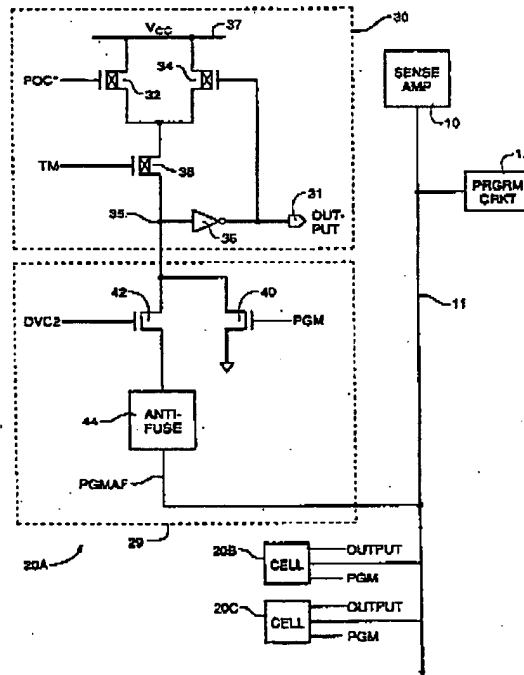 30
VCC
37
POC*
32
34
SENSE
AMP
10
TM
38
PRGRM
CRKT
35
36
31
OUT-
PUT
11
42
40
DVC2
PGM
44
ANTI-
FUSE
PGMAF
29
20A
20B
CELL
OUTPUT
PGM
20C
CELL
OUTPUT
PGM